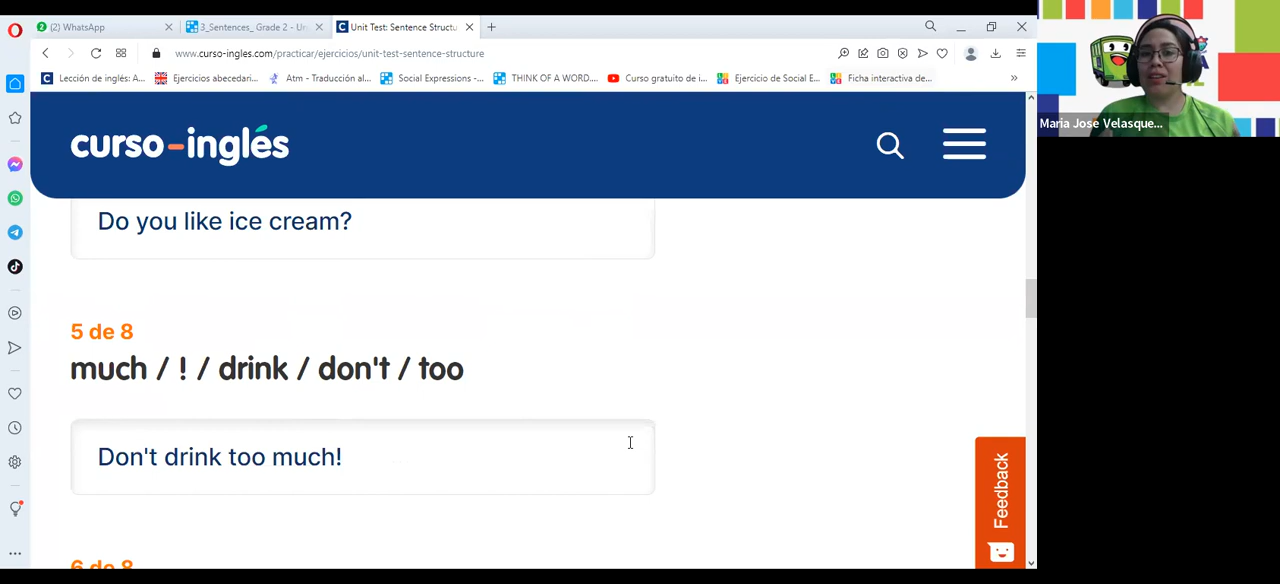 (2) WhatsApp
3_Sentences_ Grade 2 - Un
Unit Test: Sentence Structu
www.curso-ingles.com/practicar/ejercicios/unit-test-sentence-structure
Lección de inglés: A...
Ejercicios abecedari...
Atm - Traducción al...
Social Expressions -...
THINK OF A WORD....
Curso gratuito de i...
Ejercicio de Social E...
Ficha interactiva de...
Maria Jose Velasque...
curso-inglés
Do you like ice cream?
5 de 8
much / ! / drink / don't / too
Don't drink too much!
Feedback
6 de 8